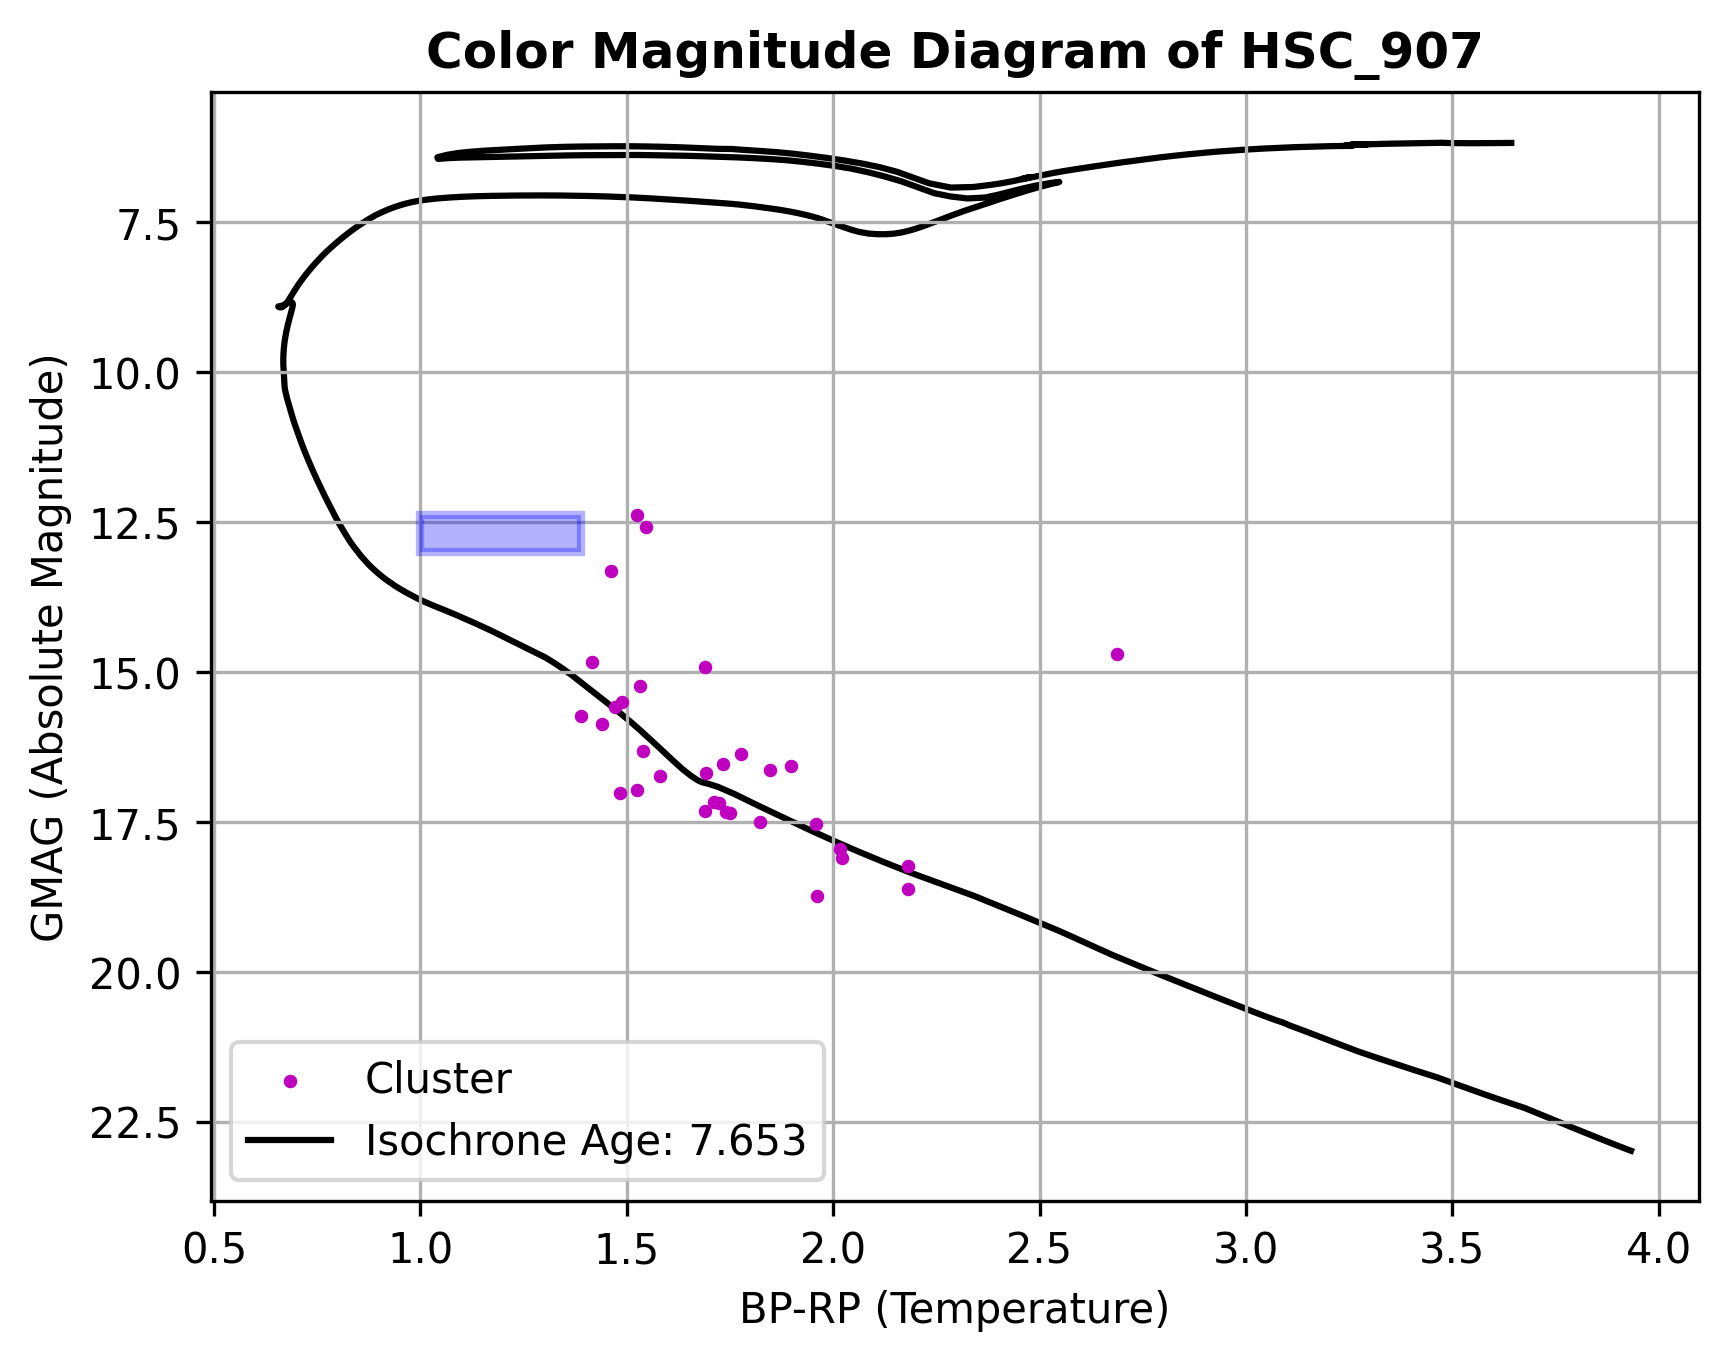 Color Magnitude Diagram of HSC_907
GMAG (Absolute Magnitude)
7.5
10.0
12.5
15.0
17.5
20.0
22.5
Cluster
Isochrone Age: 7.653
0.5 1.0 1.5 2.0 2.5 3.0 3.5 4.0
BP-RP (Temperature)